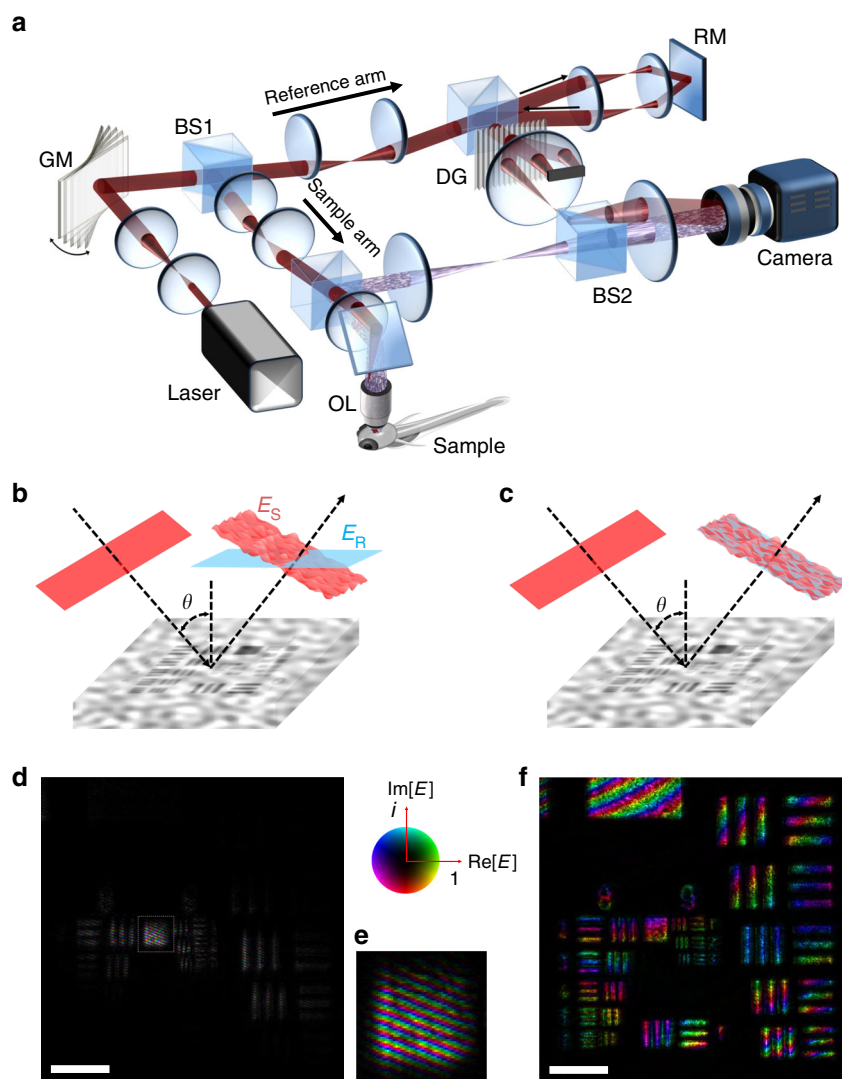 a
RM
Reference arm
BS1
GM
DG
Sample arm
Camera
BS2
Laser
OL
Sample
b
E_S
E_R
θ
c
θ
d
Im[E]
i
Re[E]
1
e
f